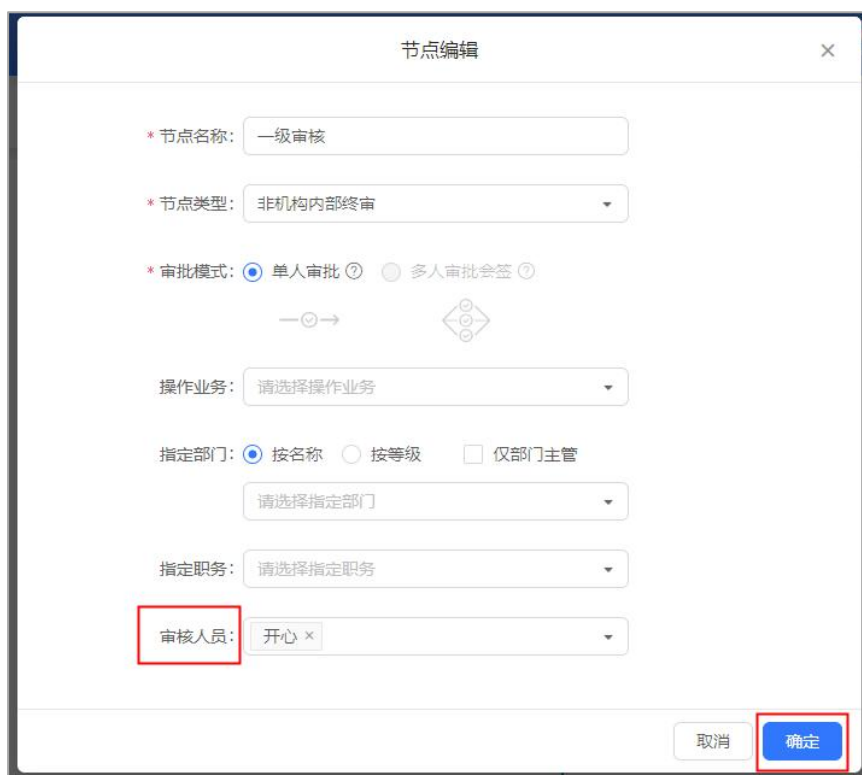 节点编辑
* 节点名称： 一级审核
* 节点类型： 非机构内部终审
* 审批模式： 单人审批 多人审批会签
操作业务： 请选择操作业务
指定部门： 按名称 按等级 仅部门主管
请选择指定部门
指定职务： 请选择指定职务
审核人员： 开心 ×
取消 确定